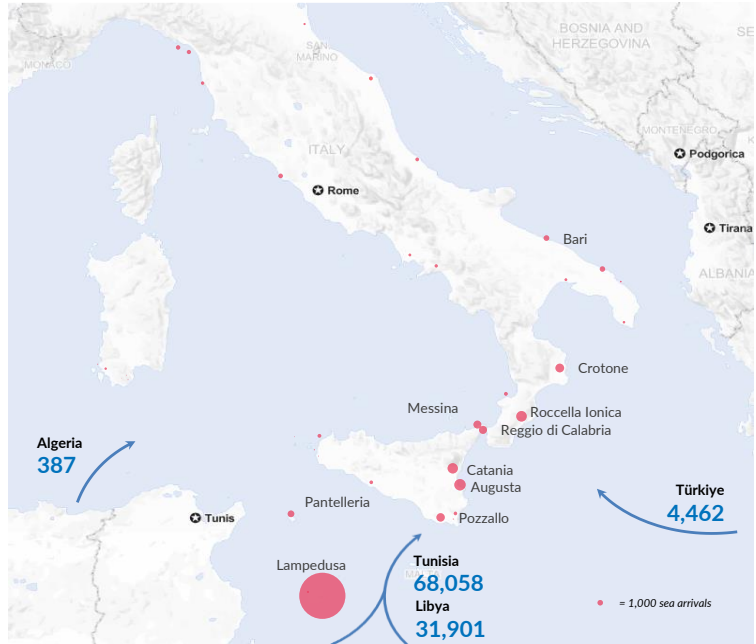 BOSNIA AND
HERZEGOVINA
SE
SAN
MARINO
MONACO
MONTENEGRO
Podgorica
ITALY
Rome
Tirana
Bari
ALBANIA
Crotone
Messina
Roccella Ionica
Reggio di Calabria
Algeria
387
Catania
Augusta
Türkiye
4,462
Pantelleria
Tunis
Pozzallo
Lampedusa
Tunisia
68,058
MALTA
Libya
31,901
= 1,000 sea arrivals